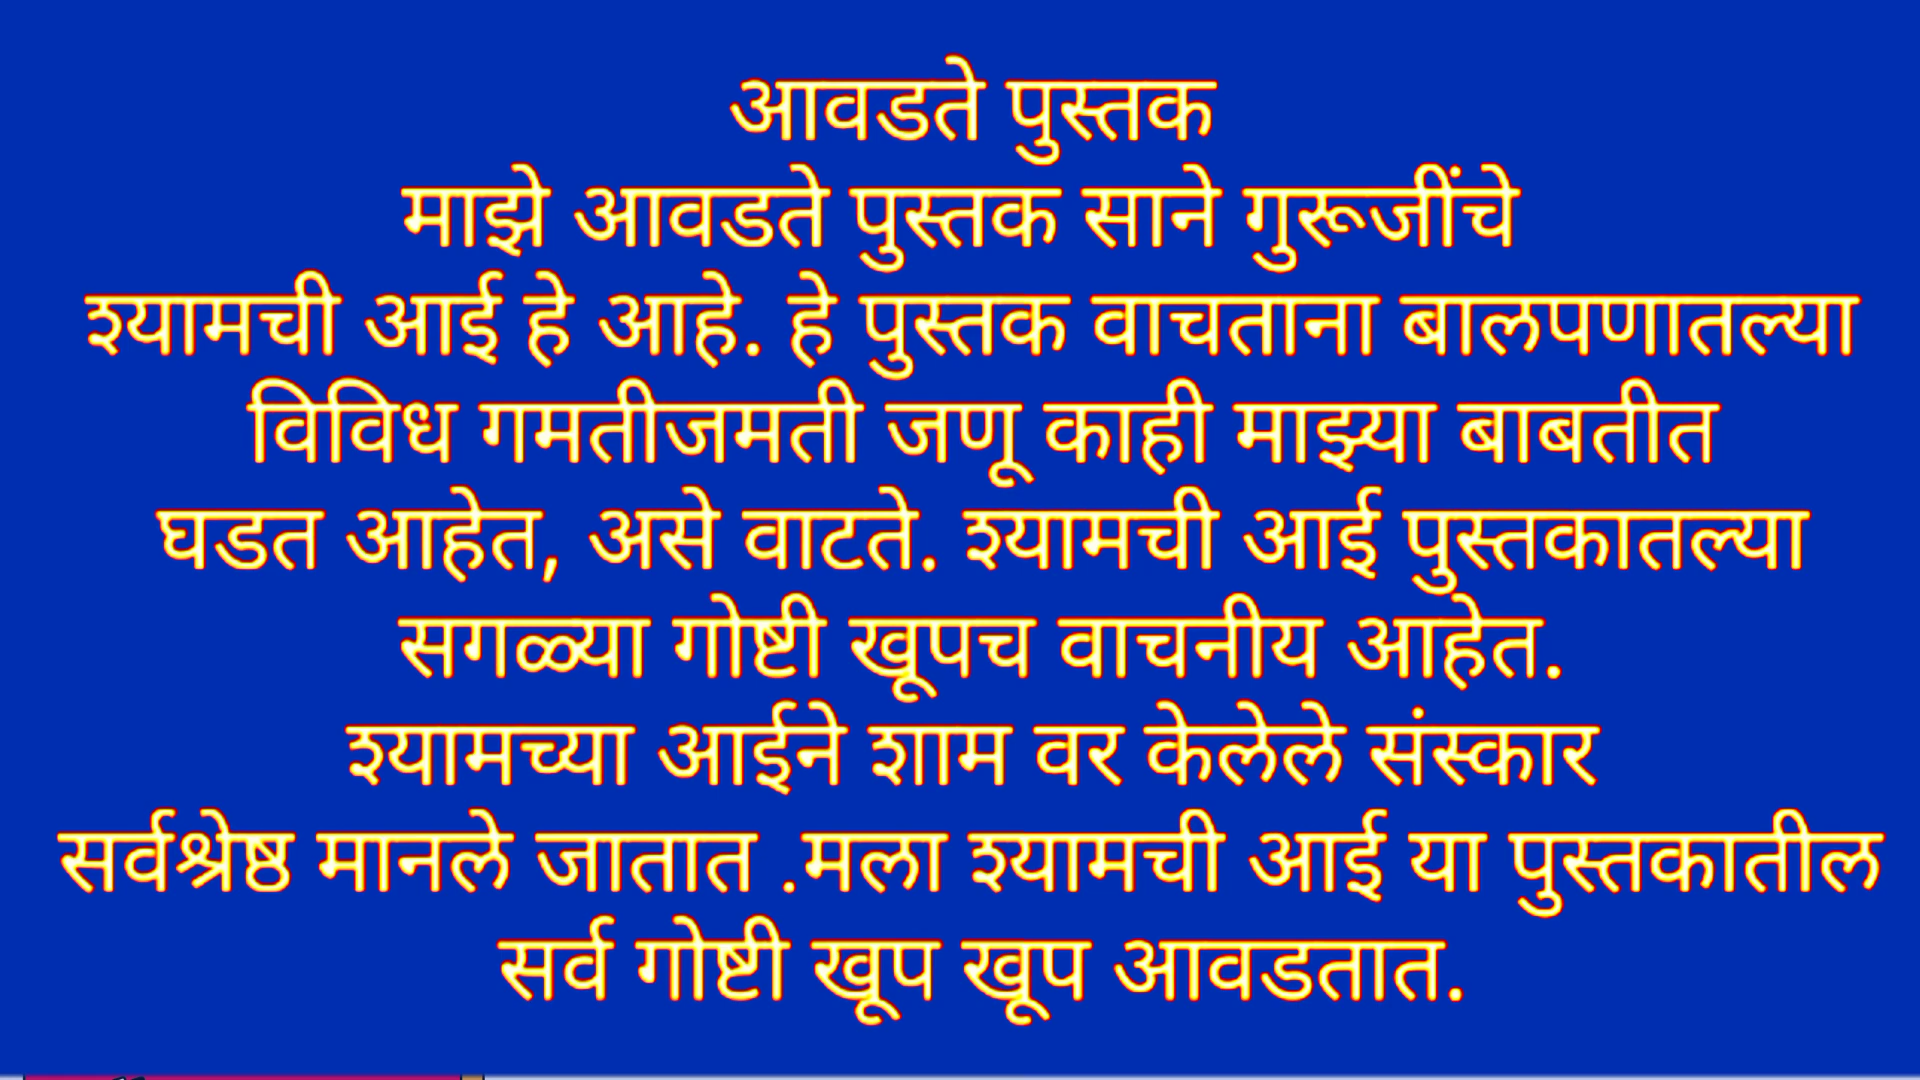 आवडते पुस्तक
माझे आवडते पुस्तक साने गुरूजींचे
श्यामची आई हे आहे. हे पुस्तक वाचताना बालपणातल्या
विविध गमतीजमती जणू काही माझ्या बाबतीत
घडत आहेत, असे वाटते. श्यामची आई पुस्तकातल्या
सगळ्या गोष्टी खूपच वाचनीय आहेत.
श्यामच्या आईने शाम वर केलेले संस्कार
सर्वश्रेष्ठ मानले जातात .मला श्यामची आई या पुस्तकातील
सर्व गोष्टी खूप खूप आवडतात.